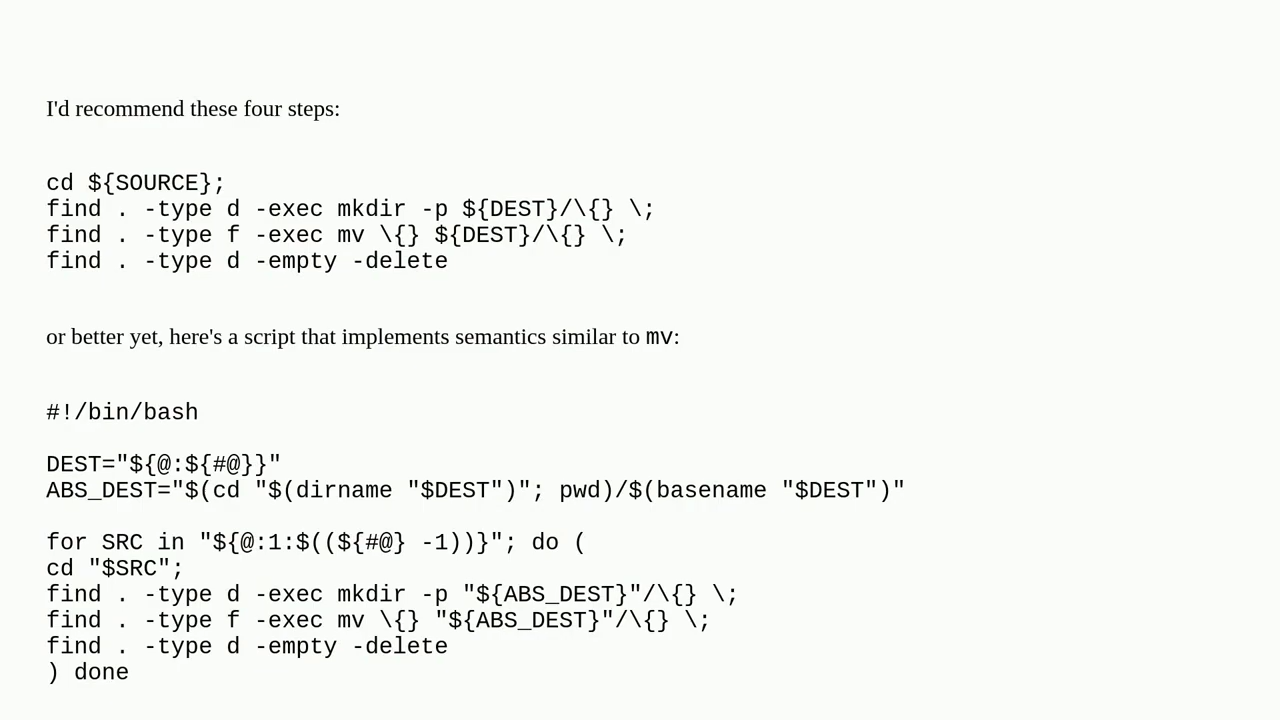 I'd recommend these four steps:
cd ${SOURCE};
find . -type d -exec mkdir -p ${DEST}/\{} \;
find . -type f -exec mv \{} ${DEST}/\{} \;
find . -type d -empty -delete
or better yet, here's a script that implements semantics similar to mv:
#!/bin/bash
DEST="${@:${#@}}"
ABS_DEST="$(cd "$(dirname "$DEST")"; pwd)/$(basename "$DEST")"
for SRC in "${@:1:$((${#@} -1))}"; do (
cd "$SRC";
find . -type d -exec mkdir -p "${ABS_DEST}"/\{} \;
find . -type f -exec mv \{} "${ABS_DEST}"/\{} \;
find . -type d -empty -delete
) done